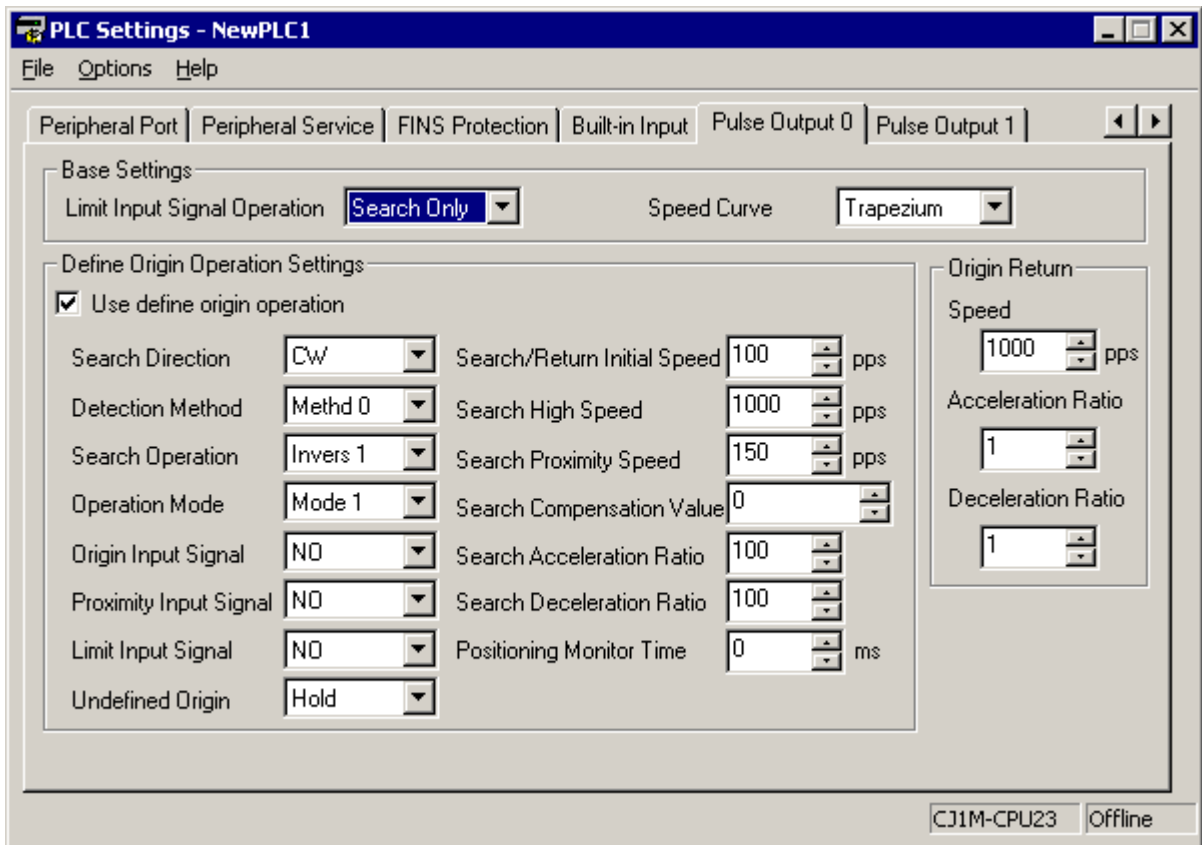 PLC Settings - NewPLC1
File Options Help
Peripheral Port Peripheral Service FINS Protection Built-in Input Pulse Output 0 Pulse Output 1
Base Settings
Limit Input Signal Operation Search Only Speed Curve Trapezium
Define Origin Operation Settings
Use define origin operation
Search Direction CW
Detection Method Methd 0
Search Operation Invers 1
Operation Mode Mode 1
Origin Input Signal NO
Proximity Input Signal NO
Limit Input Signal NO
Undefined Origin Hold
Search/Return Initial Speed 100 pps
Search High Speed 1000 pps
Search Proximity Speed 150 pps
Search Compensation Value 0
Search Acceleration Ratio 100
Search Deceleration Ratio 100
Positioning Monitor Time 0 ms
Origin Return
Speed
1000 pps
Acceleration Ratio
1
Deceleration Ratio
1
CJ1M-CPU23 Offline